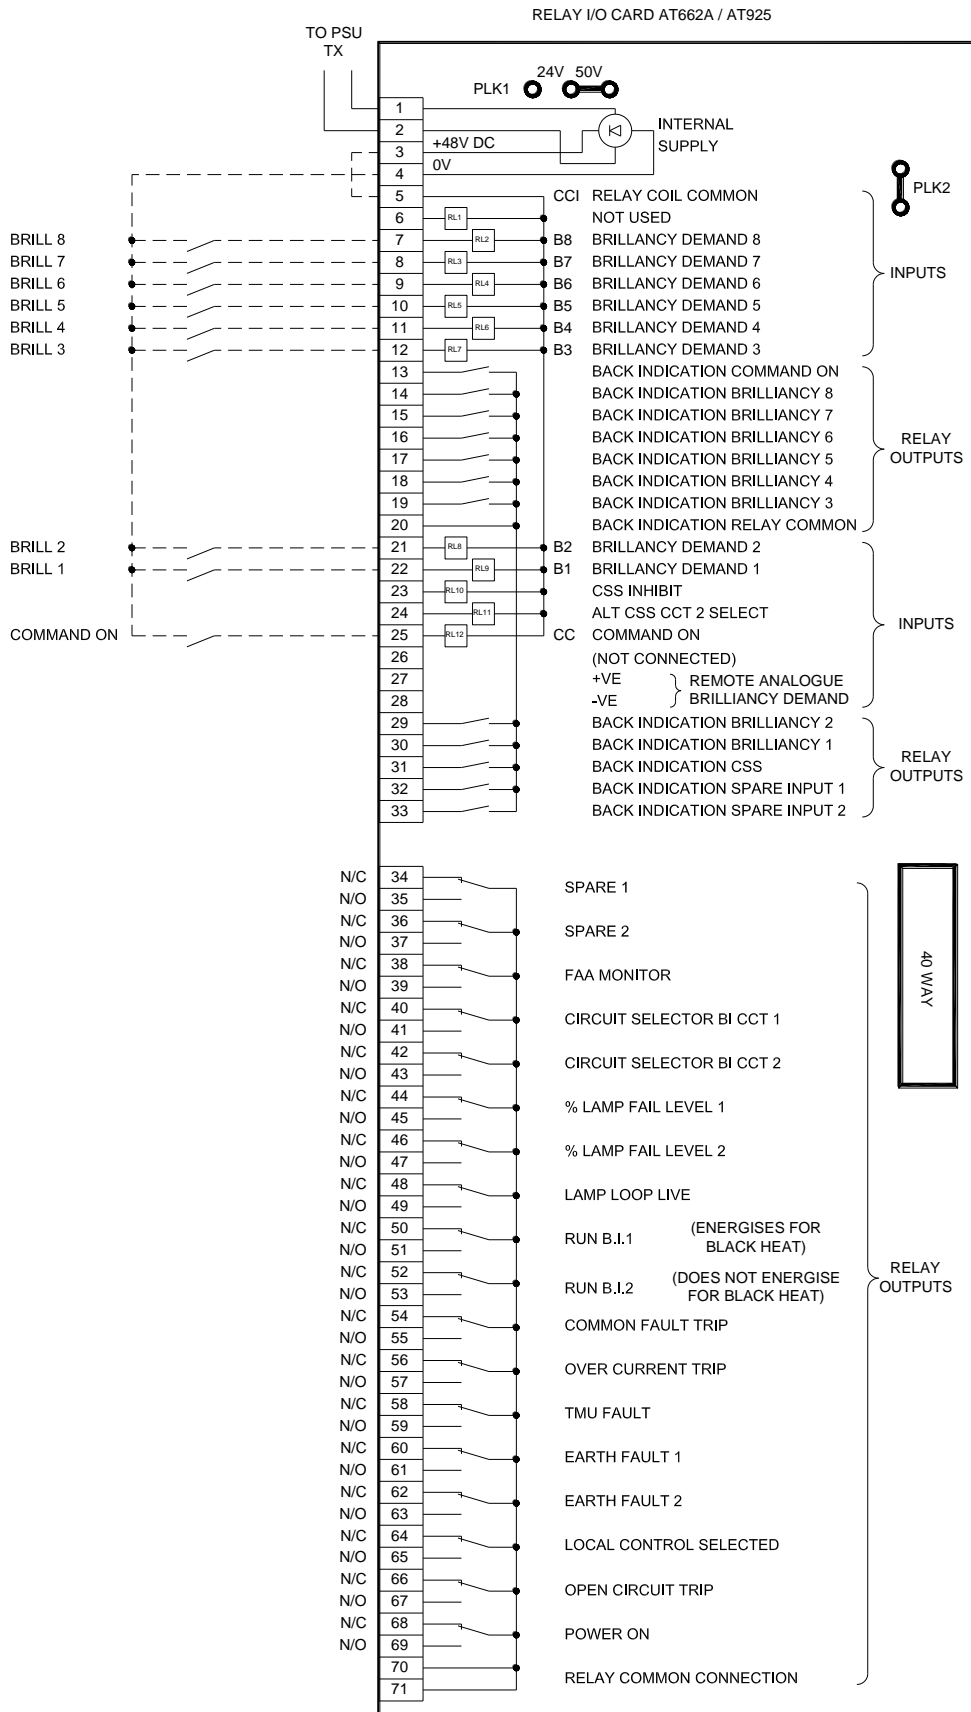 RELAY I/O CARD AT662A / AT925
TO PSU
TX
PLK1 24V 50V
1
2
INTERNAL
SUPPLY
3 +48V DC
4 0V
PLK2
5 CCI RELAY COIL COMMON
6 RL1 NOT USED
BRILL 8 7 RL2 B8 BRILLANCY DEMAND 8
BRILL 7 8 RL3 B7 BRILLANCY DEMAND 7
BRILL 6 9 RL4 B6 BRILLANCY DEMAND 6
INPUTS
BRILL 5 10 RL5 B5 BRILLANCY DEMAND 5
BRILL 4 11 RL6 B4 BRILLANCY DEMAND 4
BRILL 3 12 RL7 B3 BRILLANCY DEMAND 3
13 BACK INDICATION COMMAND ON
14 BACK INDICATION BRILLIANCY 8
15 BACK INDICATION BRILLIANCY 7
16 BACK INDICATION BRILLIANCY 6
17 BACK INDICATION BRILLIANCY 5
18 BACK INDICATION BRILLIANCY 4
19 BACK INDICATION BRILLIANCY 3
20 BACK INDICATION RELAY COMMON
RELAY
OUTPUTS
BRILL 2 21 RL8 B2 BRILLANCY DEMAND 2
BRILL 1 22 RL9 B1 BRILLANCY DEMAND 1
23 RL10 CSS INHIBIT
24 RL11 ALT CSS CCT 2 SELECT
COMMAND ON 25 RL12 CC COMMAND ON
26 (NOT CONNECTED)
27 +VE
28 -VE
REMOTE ANALOGUE
BRILLIANCY DEMAND
INPUTS
29 BACK INDICATION BRILLIANCY 2
30 BACK INDICATION BRILLIANCY 1
31 BACK INDICATION CSS
32 BACK INDICATION SPARE INPUT 1
33 BACK INDICATION SPARE INPUT 2
RELAY
OUTPUTS
N/C 34
SPARE 1
N/O 35
N/C 36
SPARE 2
N/O 37
N/C 38
FAA MONITOR
N/O 39
40 WAY
N/C 40
CIRCUIT SELECTOR BI CCT 1
N/O 41
N/C 42
CIRCUIT SELECTOR BI CCT 2
N/O 43
N/C 44
% LAMP FAIL LEVEL 1
N/O 45
N/C 46
% LAMP FAIL LEVEL 2
N/O 47
N/C 48
LAMP LOOP LIVE
N/O 49
N/C 50
RUN B.I.1 (ENERGISES FOR
BLACK HEAT)
N/O 51
N/C 52
RUN B.I.2 (DOES NOT ENERGISE
FOR BLACK HEAT)
N/O 53
RELAY
OUTPUTS
N/C 54
COMMON FAULT TRIP
N/O 55
N/C 56
OVER CURRENT TRIP
N/O 57
N/C 58
TMU FAULT
N/O 59
N/C 60
EARTH FAULT 1
N/O 61
N/C 62
EARTH FAULT 2
N/O 63
N/C 64
LOCAL CONTROL SELECTED
N/O 65
N/C 66
OPEN CIRCUIT TRIP
N/O 67
N/C 68
POWER ON
N/O 69
70
RELAY COMMON CONNECTION
71